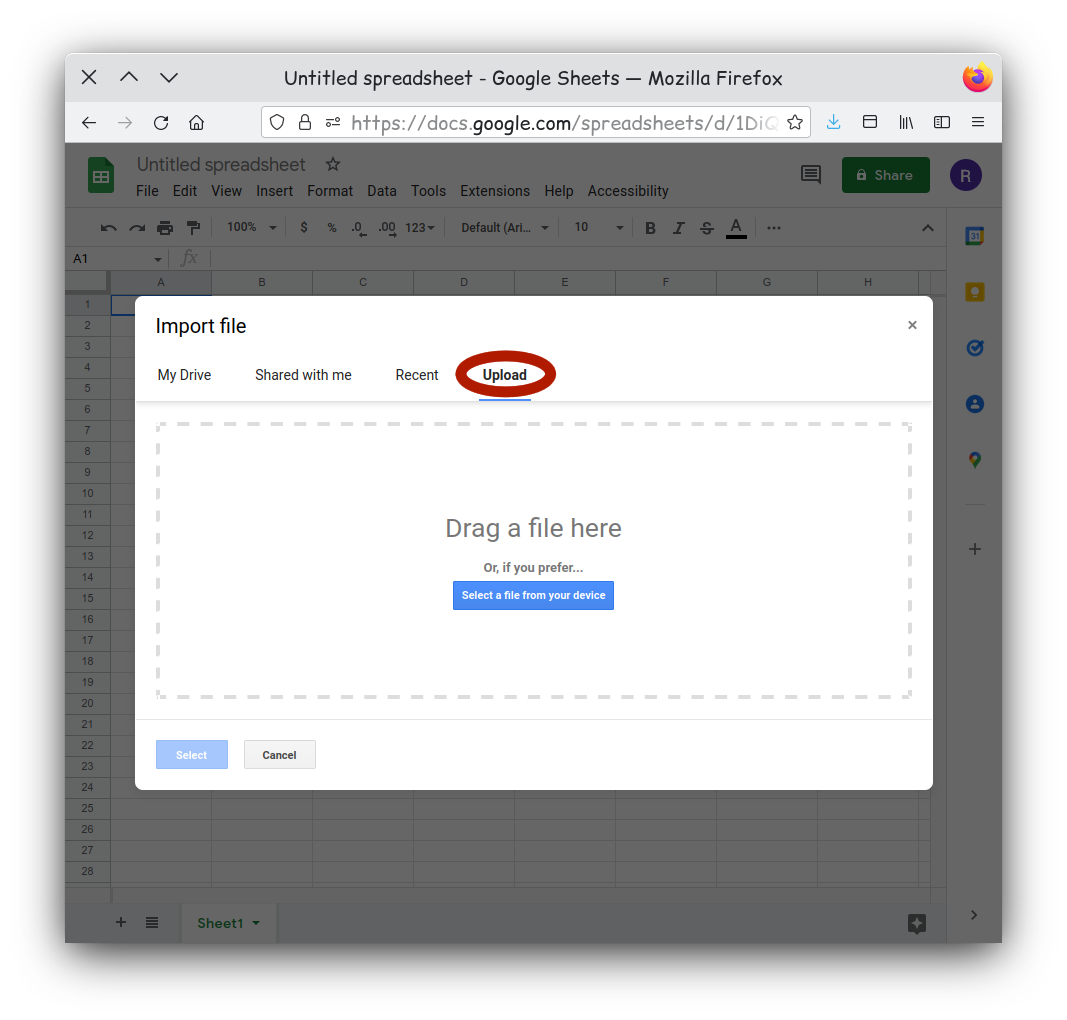 Untitled spreadsheet - Google Sheets — Mozilla Firefox
https://docs.google.com/spreadsheets/d/1DiQ
Untitled spreadsheet
File Edit View Insert Format Data Tools Extensions Help Accessibility
Share
R
100% $ % .0 .00 123 Default (Ari... 10 B I S A
31
A1 fx
A B C D E F G H
1
2
3
4
5
6
7
8
9
10
11
12
13
14
15
16
17
18
19
20
21
22
23
24
25
26
27
28
Import file
My Drive Shared with me Recent Upload
Drag a file here
Or, if you prefer...
Select a file from your device
Select Cancel
Sheet1